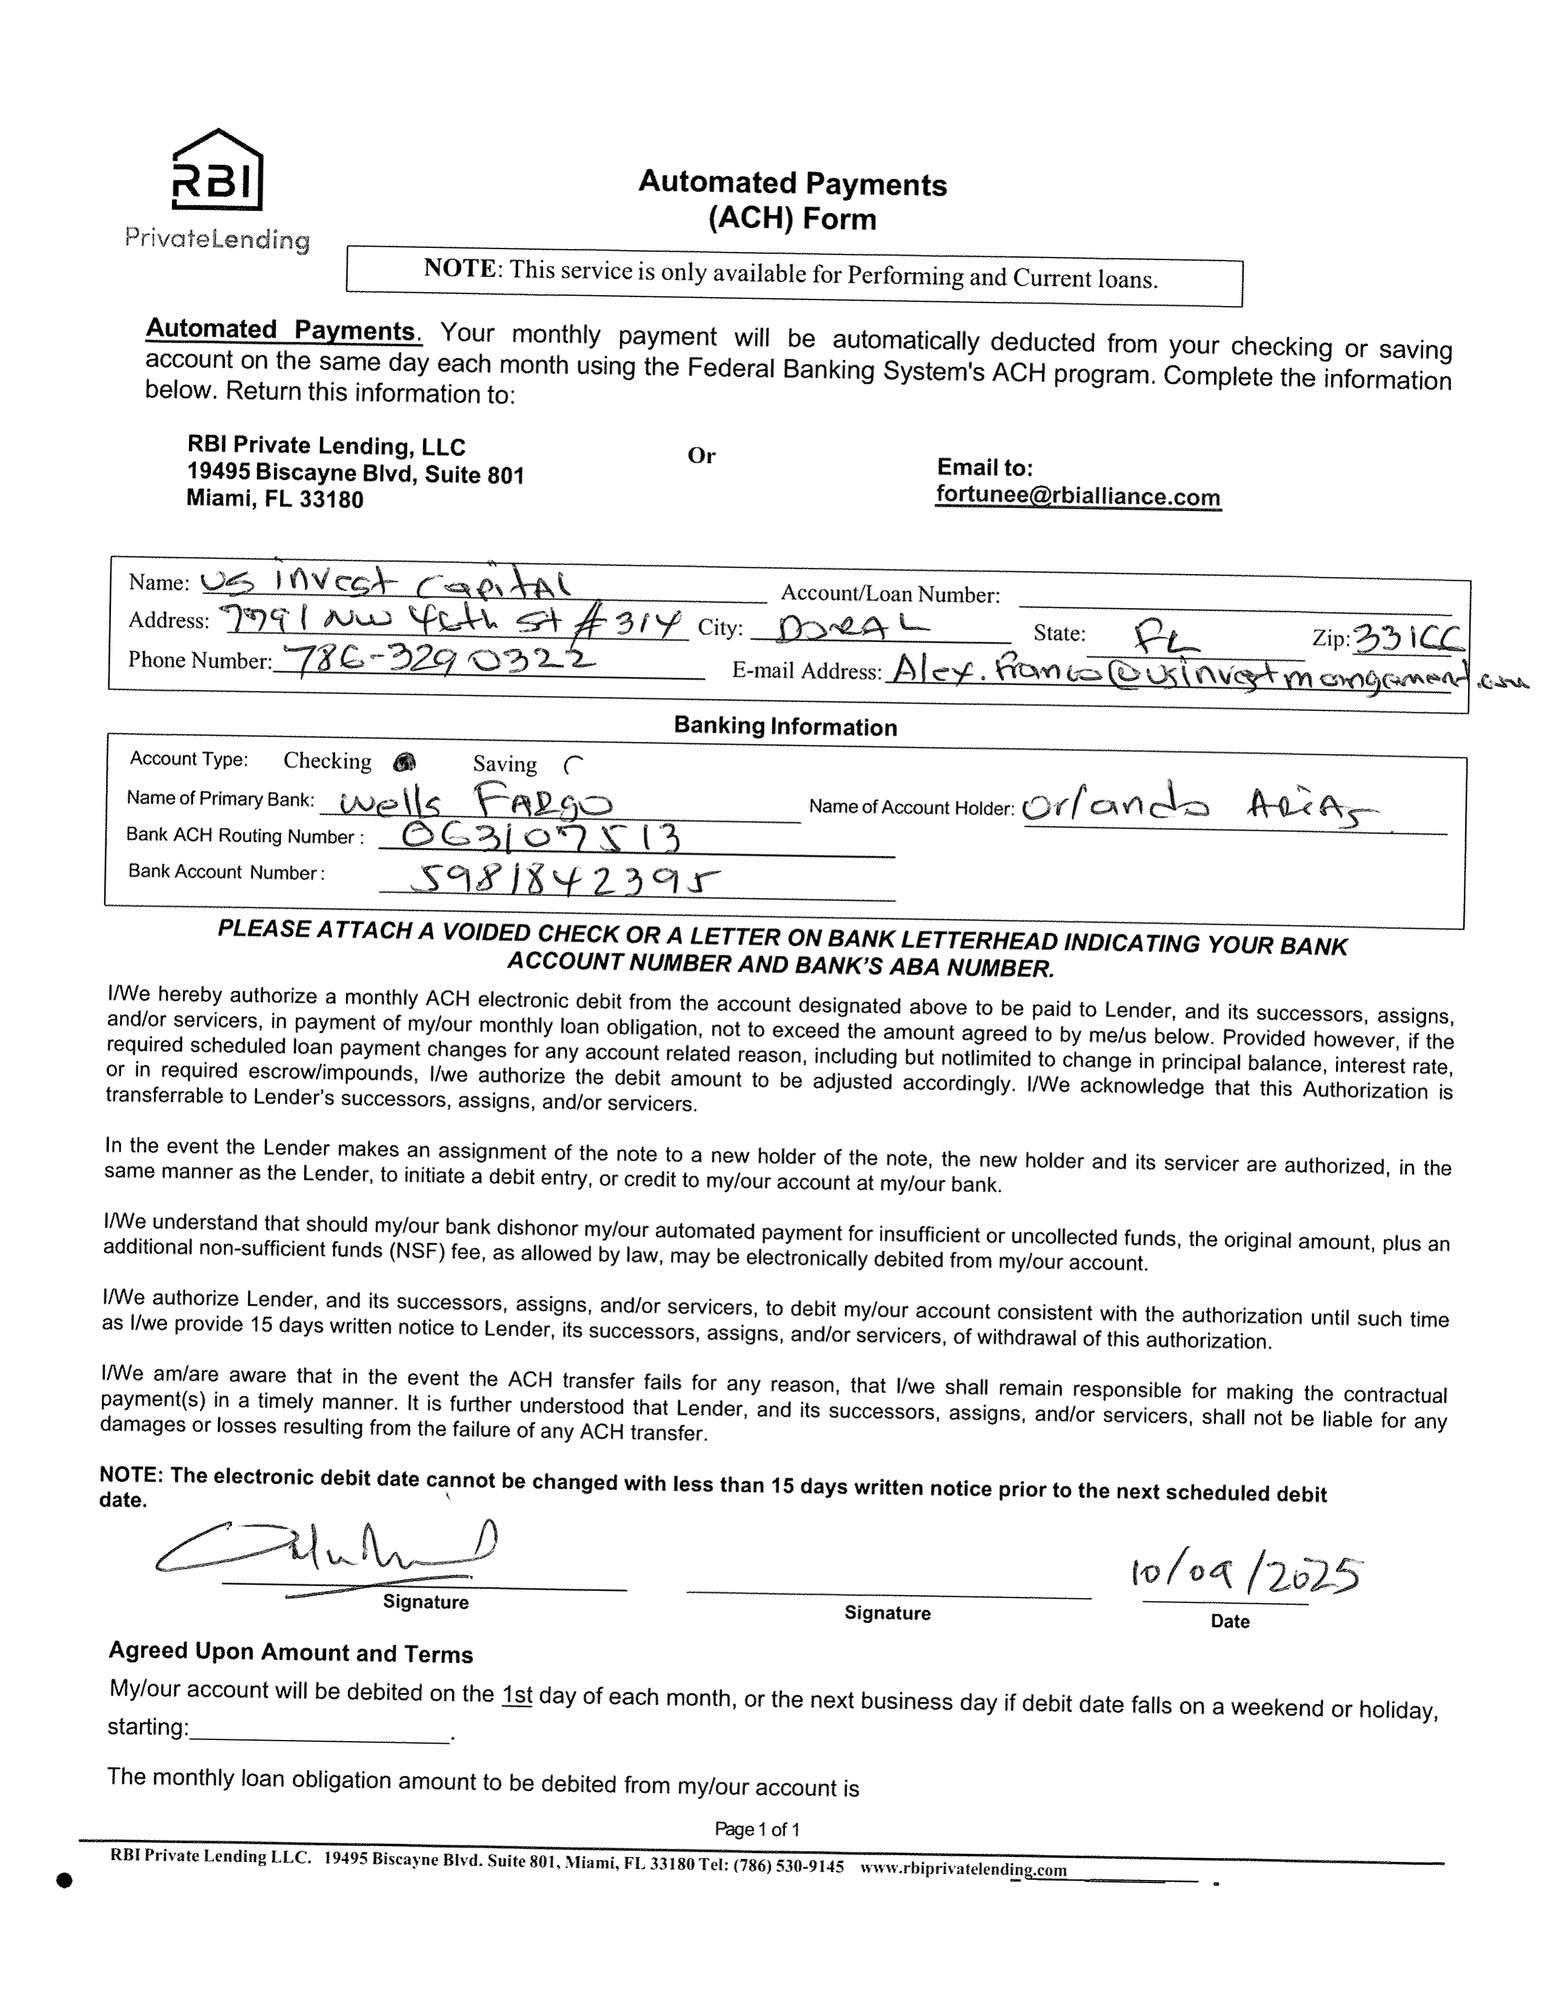 RBI
PrivateLending
Automated Payments
(ACH) Form
NOTE: This service is only available for Performing and Current loans.
Automated Payments. Your monthly payment will be automatically deducted from your checking or saving
account on the same day each month using the Federal Banking System's ACH program. Complete the information
below. Return this information to:
RBI Private Lending, LLC
19495 Biscayne Blvd, Suite 801
Miami, FL 33180
Or
Email to:
fortunee@rbialliance.com
Name: US invest CapitAL Account/Loan Number:
Address: 7791 NW 46th St #314 City: DORAL State: FL Zip: 33166
Phone Number: 786-329 0322 E-mail Address: Alex.franco@usinvestmangament.com
Banking Information
Account Type: Checking Saving
Name of Primary Bank: Wells FARgO Name of Account Holder: Orlando ARiAs
Bank ACH Routing Number : 063107513
Bank Account Number : 5981842395
PLEASE ATTACH A VOIDED CHECK OR A LETTER ON BANK LETTERHEAD INDICATING YOUR BANK
ACCOUNT NUMBER AND BANK'S ABA NUMBER.
I/We hereby authorize a monthly ACH electronic debit from the account designated above to be paid to Lender, and its successors, assigns,
and/or servicers, in payment of my/our monthly loan obligation, not to exceed the amount agreed to by me/us below. Provided however, if the
required scheduled loan payment changes for any account related reason, including but notlimited to change in principal balance, interest rate,
or in required escrow/impounds, I/we authorize the debit amount to be adjusted accordingly. I/We acknowledge that this Authorization is
transferrable to Lender's successors, assigns, and/or servicers.
In the event the Lender makes an assignment of the note to a new holder of the note, the new holder and its servicer are authorized, in the
same manner as the Lender, to initiate a debit entry, or credit to my/our account at my/our bank.
I/We understand that should my/our bank dishonor my/our automated payment for insufficient or uncollected funds, the original amount, plus an
additional non-sufficient funds (NSF) fee, as allowed by law, may be electronically debited from my/our account.
I/We authorize Lender, and its successors, assigns, and/or servicers, to debit my/our account consistent with the authorization until such time
as I/we provide 15 days written notice to Lender, its successors, assigns, and/or servicers, of withdrawal of this authorization.
I/We am/are aware that in the event the ACH transfer fails for any reason, that I/we shall remain responsible for making the contractual
payment(s) in a timely manner. It is further understood that Lender, and its successors, assigns, and/or servicers, shall not be liable for any
damages or losses resulting from the failure of any ACH transfer.
NOTE: The electronic debit date cannot be changed with less than 15 days written notice prior to the next scheduled debit
date.
10/09/2025
Signature Signature Date
Agreed Upon Amount and Terms
My/our account will be debited on the 1st day of each month, or the next business day if debit date falls on a weekend or holiday,
starting: .
The monthly loan obligation amount to be debited from my/our account is
Page 1 of 1
RBI Private Lending LLC. 19495 Biscayne Blvd. Suite 801, Miami, FL 33180 Tel: (786) 530-9145 www.rbiprivatelending.com